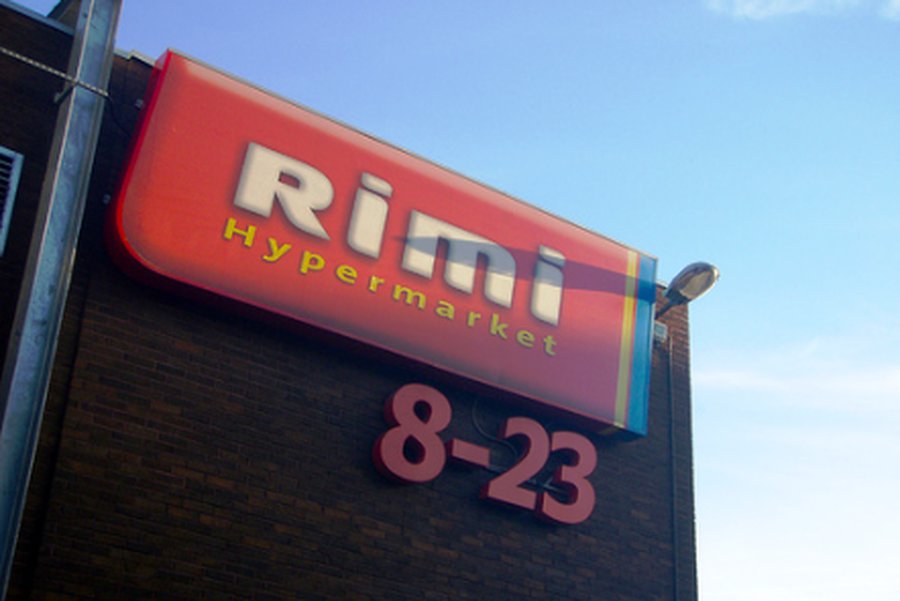 Rimi
Hypermarket
8-23